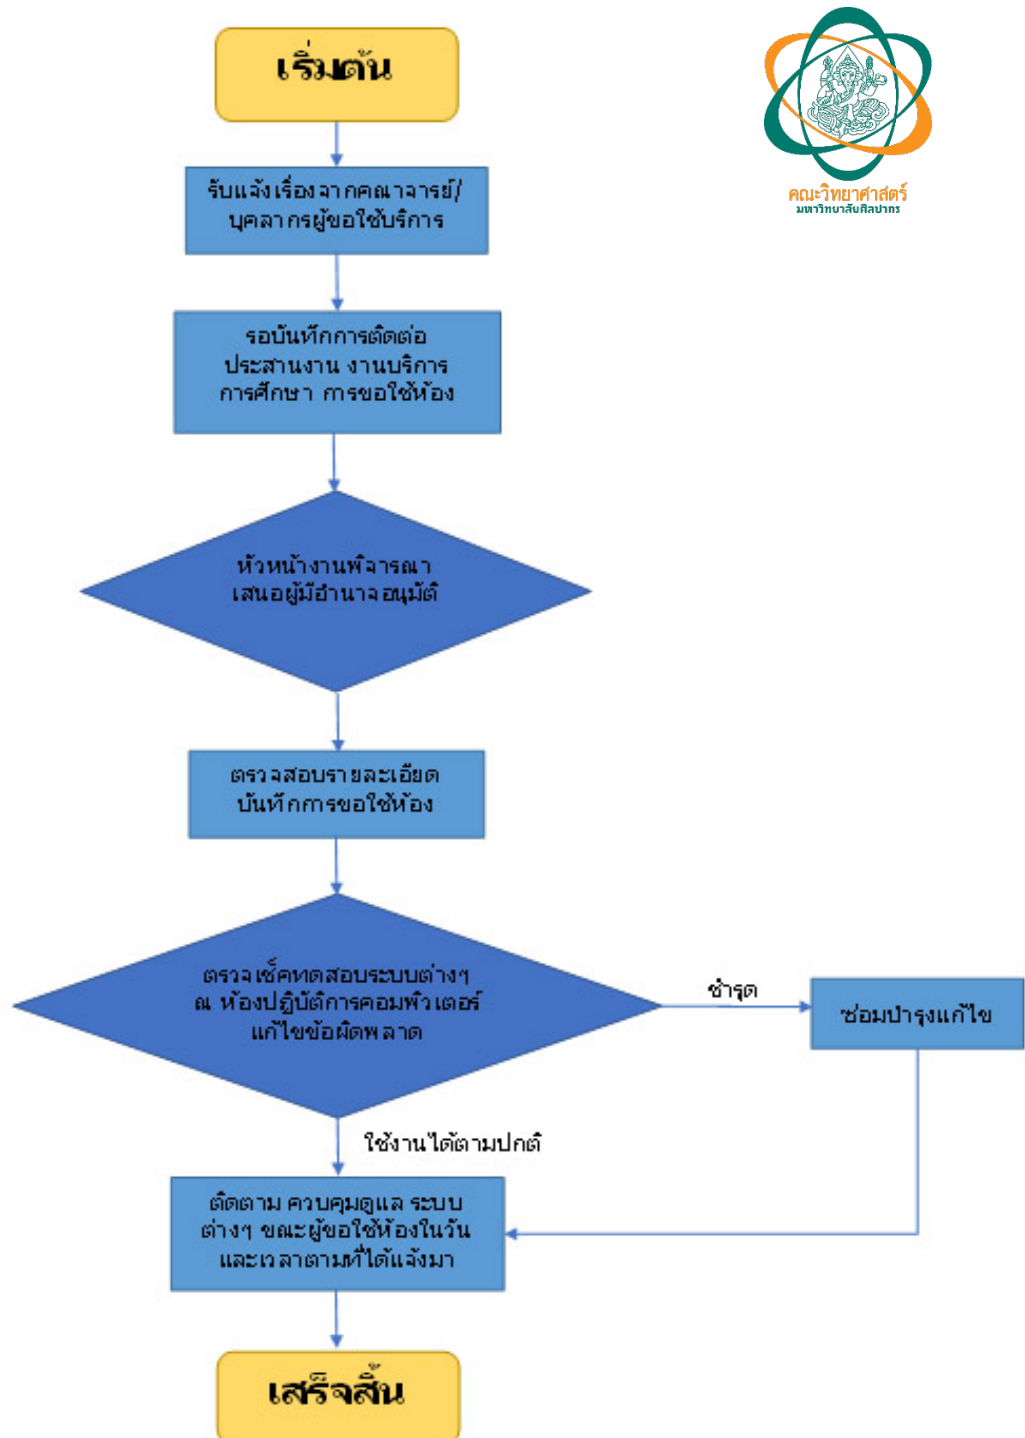 เริ่มต้น
คณะวิทยาศาสตร์
มหาวิทยาลัยศิลปากร
รับแจ้งเรื่องจากคณาจารย์/
บุคลากรผู้ขอใช้บริการ
รอบันทึกการติดต่อ
ประสานงาน งานบริการ
การศึกษา การขอใช้ห้อง
หัวหน้างานพิจารณา
เสนอผู้มีอำนาจอนุมัติ
ตรวจสอบรายละเอียด
บันทึกการขอใช้ห้อง
ตรวจเช็คทดสอบระบบต่างๆ
ณ ห้องปฏิบัติการคอมพิวเตอร์
แก้ไขข้อผิดพลาด
ชำรุด
ซ่อมบำรุงแก้ไข
ใช้งานได้ตามปกติ
ติดตาม ควบคุมดูแล ระบบ
ต่างๆ ขณะผู้ขอใช้ห้องในวัน
และเวลาตามที่ได้แจ้งมา
เสร็จสิ้น